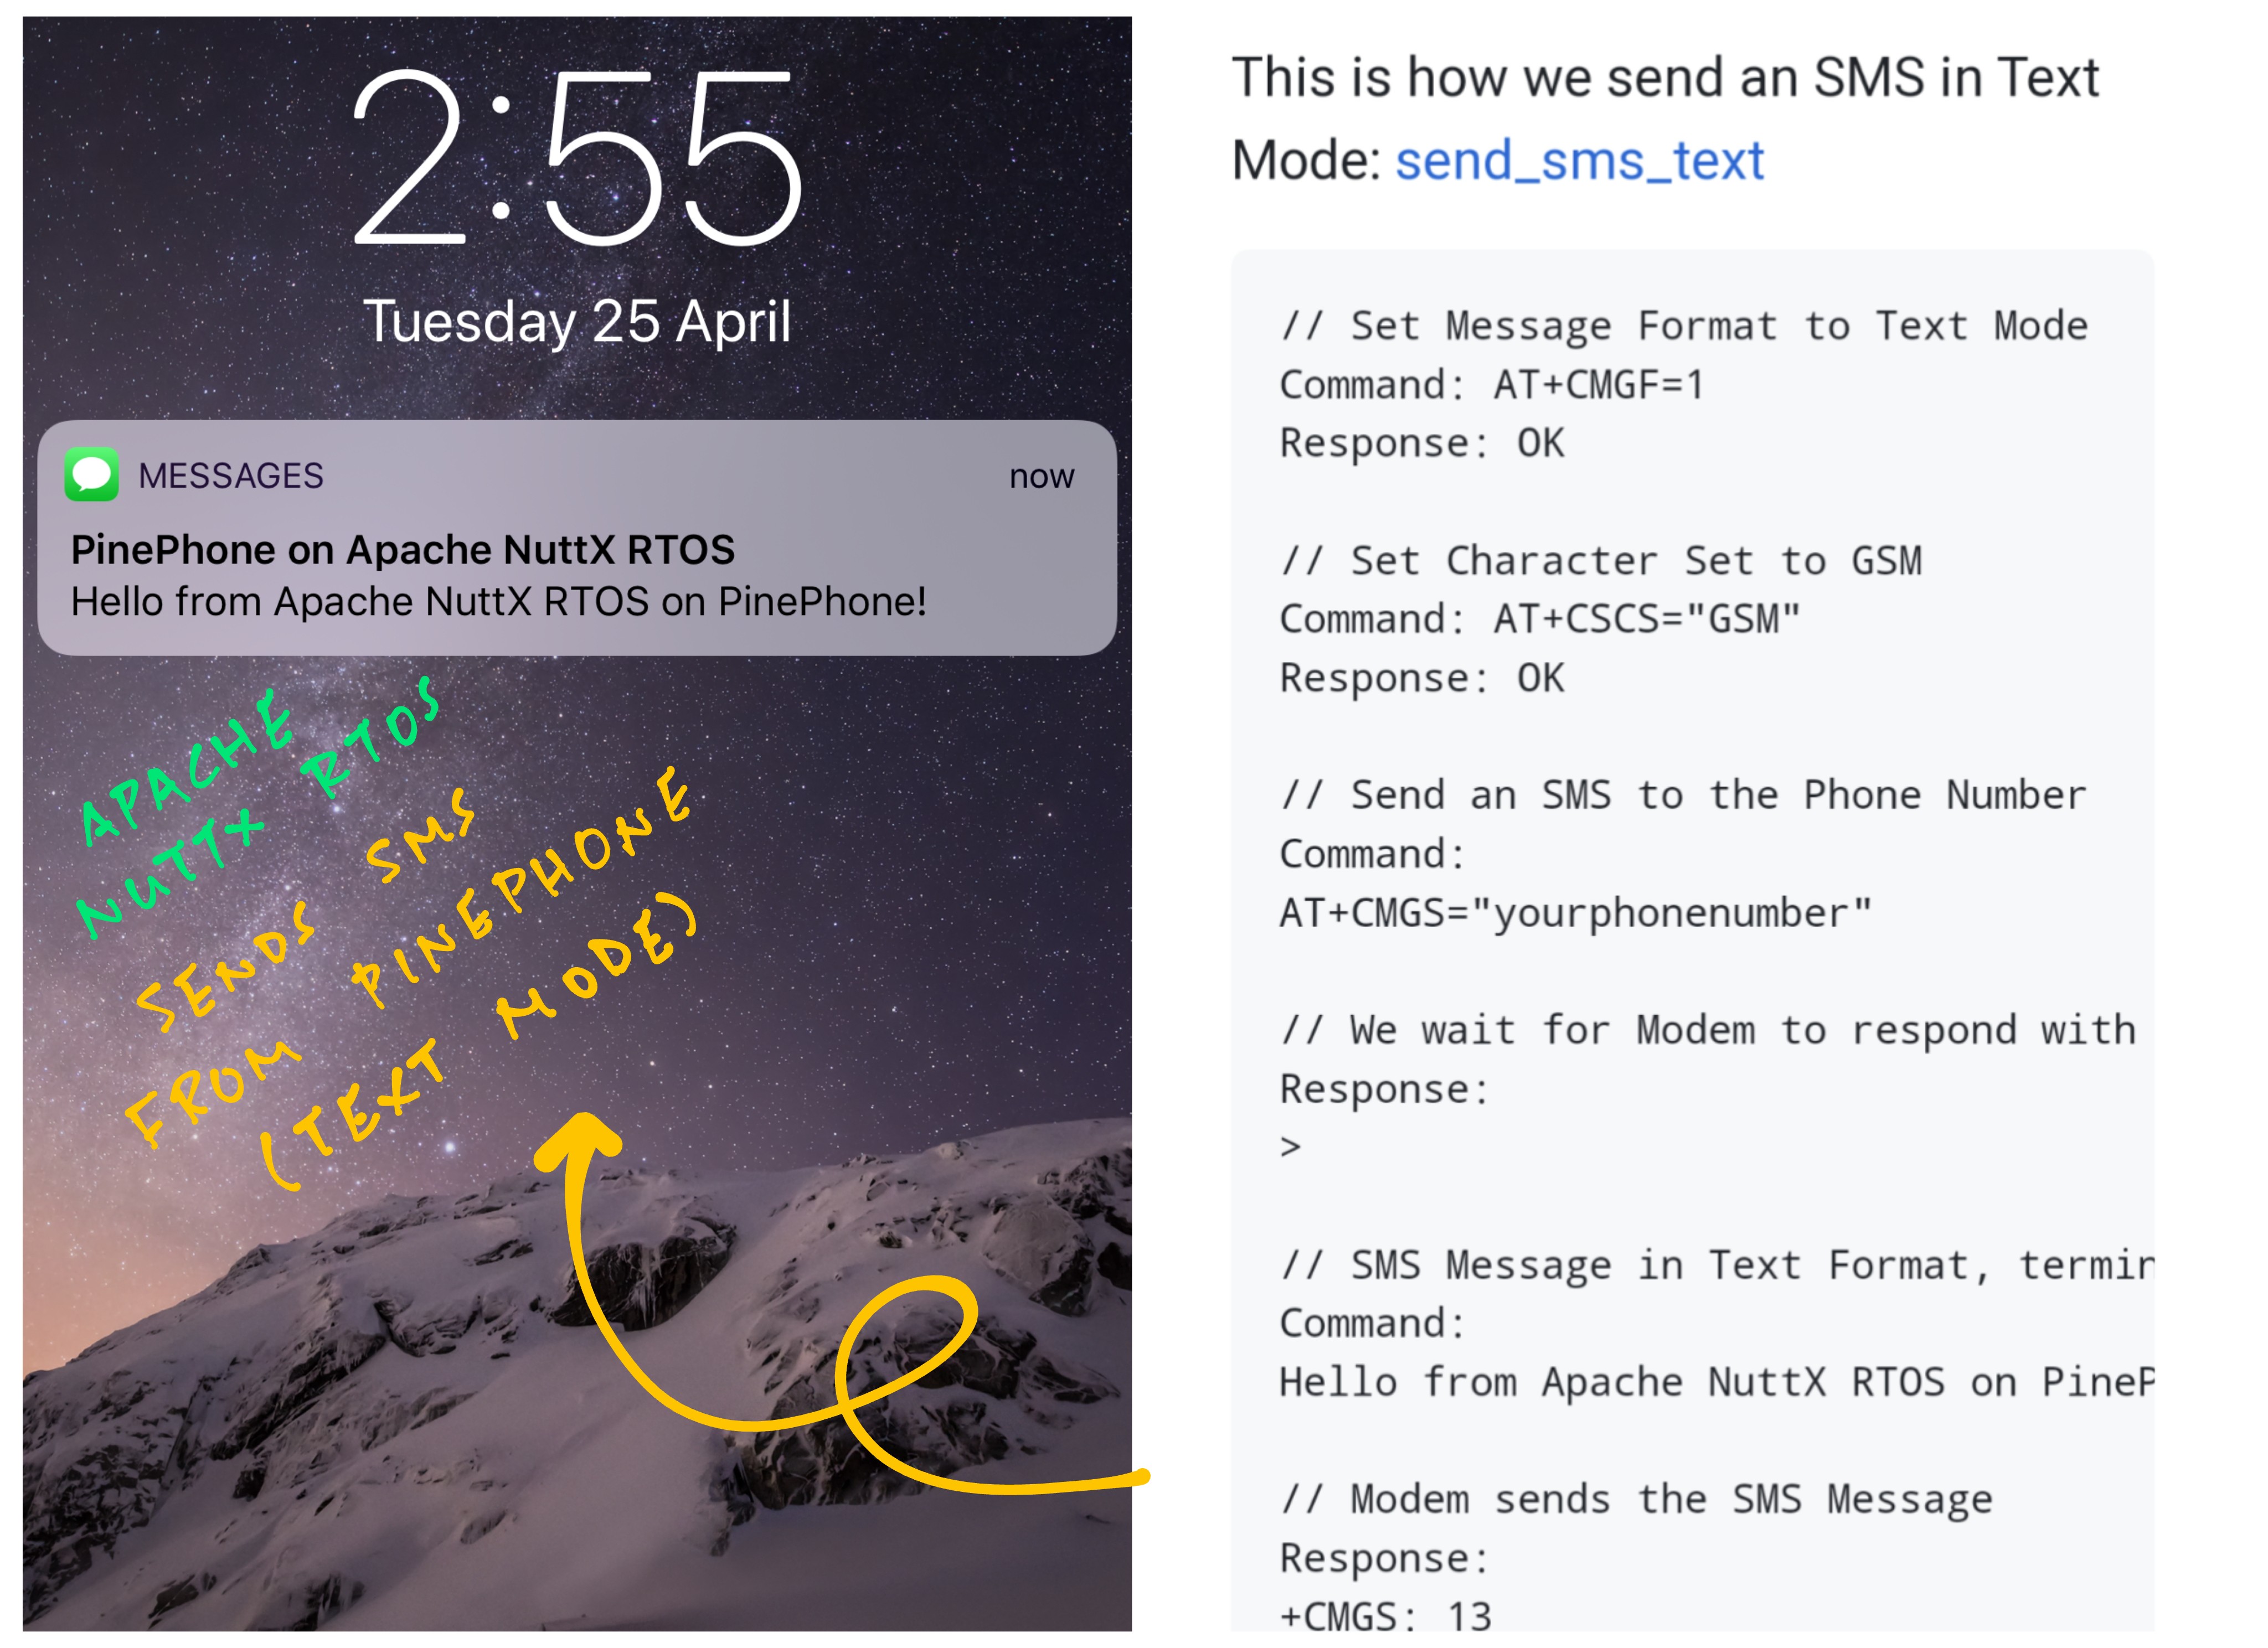 2:55
Tuesday 25 April
MESSAGES now
PinePhone on Apache NuttX RTOS
Hello from Apache NuttX RTOS on PinePhone!
APACHE
NUTTX RTOS
SENDS SMS
FROM PINEPHONE
(TEXT MODE)
This is how we send an SMS in Text
Mode: send_sms_text
// Set Message Format to Text Mode
Command: AT+CMGF=1
Response: OK
// Set Character Set to GSM
Command: AT+CSCS="GSM"
Response: OK
// Send an SMS to the Phone Number
Command:
AT+CMGS="yourphonenumber"
// We wait for Modem to respond with
Response:
>
// SMS Message in Text Format, termin
Command:
Hello from Apache NuttX RTOS on PineP
// Modem sends the SMS Message
Response:
+CMGS: 13